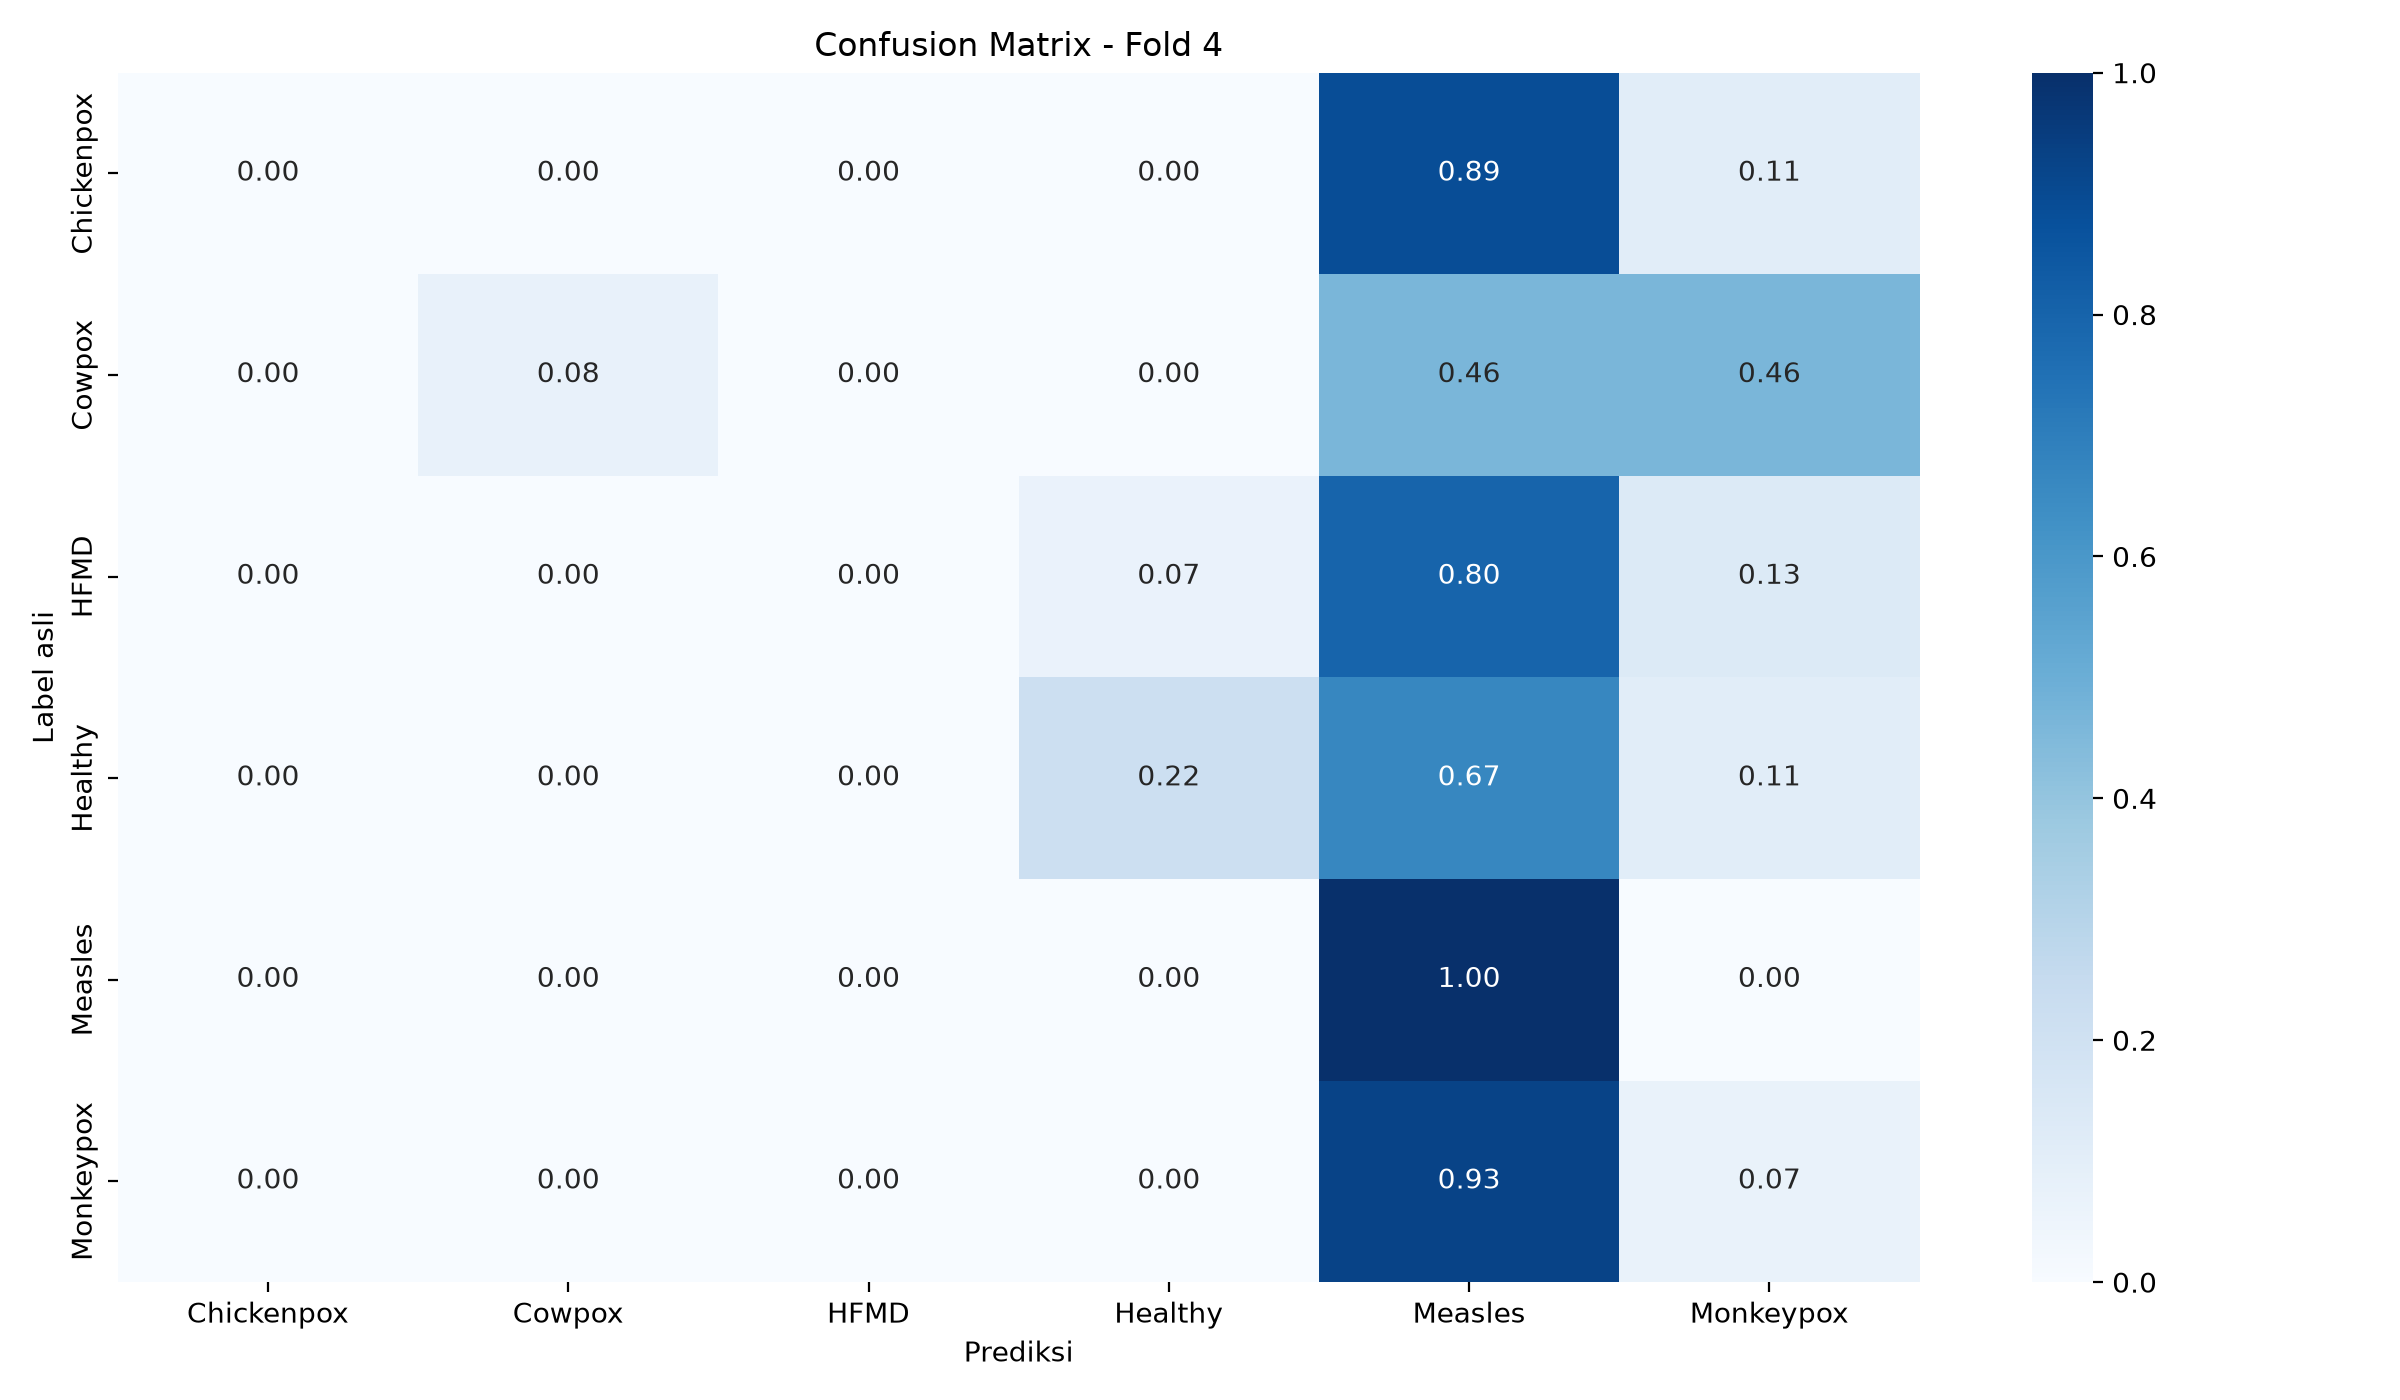 Confusion Matrix - Fold 4
Label asli
Chickenpox 0.00 0.00 0.00 0.00 0.89 0.11
Cowpox 0.00 0.08 0.00 0.00 0.46 0.46
HFMD 0.00 0.00 0.00 0.07 0.80 0.13
Healthy 0.00 0.00 0.00 0.22 0.67 0.11
Measles 0.00 0.00 0.00 0.00 1.00 0.00
Monkeypox 0.00 0.00 0.00 0.00 0.93 0.07
Chickenpox Cowpox HFMD Healthy Measles Monkeypox
Prediksi
1.0
0.8
0.6
0.4
0.2
0.0